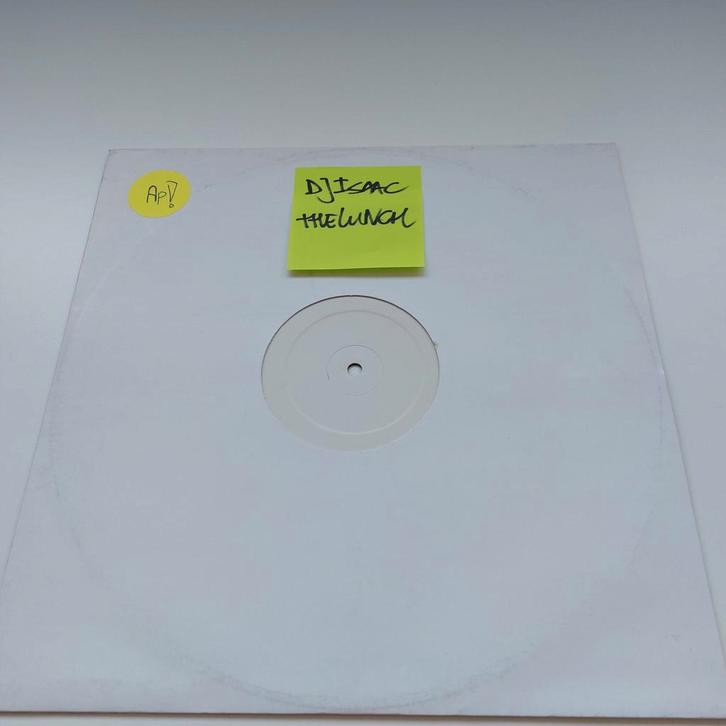 Ap!
DJ ISAAC
THE LUNCH